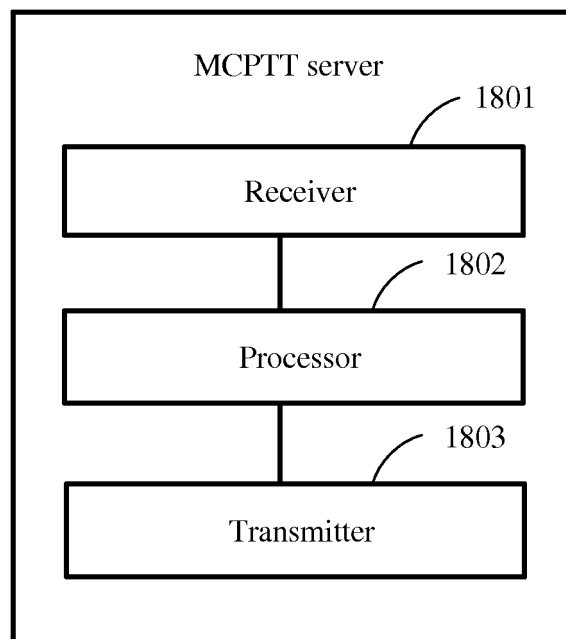 MCPTT server
1801
Receiver
1802
Processor
1803
Transmitter